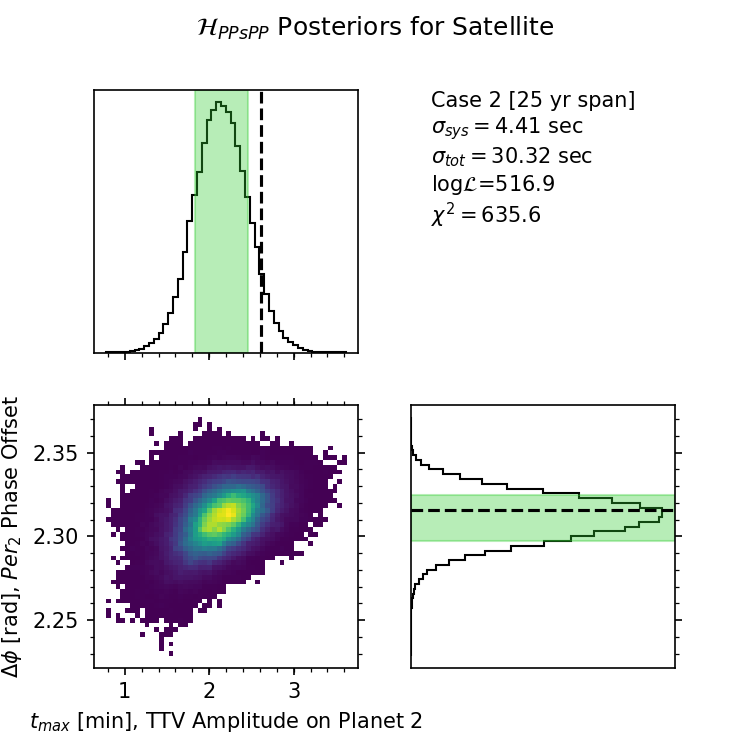 ℋ_PPsPP Posteriors for Satellite
Case 2 [25 yr span]
σ_sys = 4.41 sec
σ_tot = 30.32 sec
logℒ=516.9
χ² = 635.6
Δϕ [rad], Per₂ Phase Offset
2.35
2.30
2.25
1 2 3
t_max [min], TTV Amplitude on Planet 2